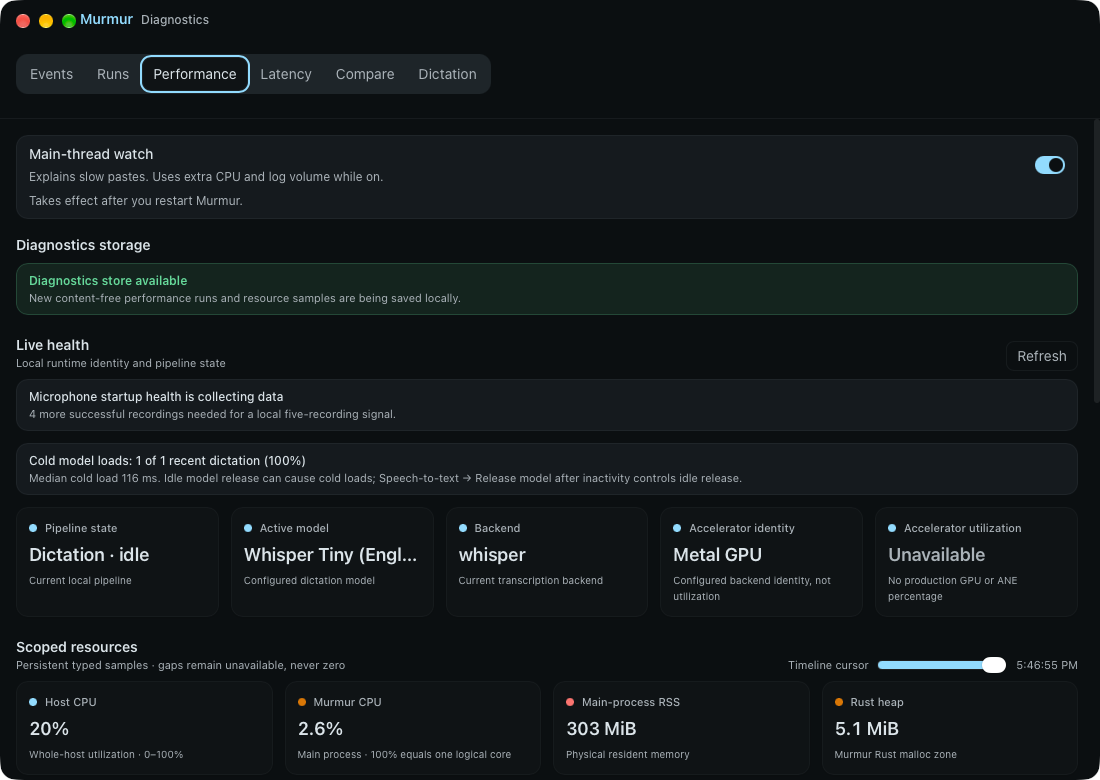 Murmur Diagnostics
Events Runs Performance Latency Compare Dictation
Main-thread watch
Explains slow pastes. Uses extra CPU and log volume while on.
Takes effect after you restart Murmur.
Diagnostics storage
Diagnostics store available
New content-free performance runs and resource samples are being saved locally.
Live health
Local runtime identity and pipeline state
Refresh
Microphone startup health is collecting data
4 more successful recordings needed for a local five-recording signal.
Cold model loads: 1 of 1 recent dictation (100%)
Median cold load 116 ms. Idle model release can cause cold loads; Speech-to-text → Release model after inactivity controls idle release.
Pipeline state
Dictation · idle
Current local pipeline
Active model
Whisper Tiny (Engl...
Configured dictation model
Backend
whisper
Current transcription backend
Accelerator identity
Metal GPU
Configured backend identity, not
utilization
Accelerator utilization
Unavailable
No production GPU or ANE
percentage
Scoped resources
Persistent typed samples · gaps remain unavailable, never zero
Timeline cursor 5:46:55 PM
Host CPU
20%
Whole-host utilization · 0–100%
Murmur CPU
2.6%
Main process · 100% equals one logical core
Main-process RSS
303 MiB
Physical resident memory
Rust heap
5.1 MiB
Murmur Rust malloc zone